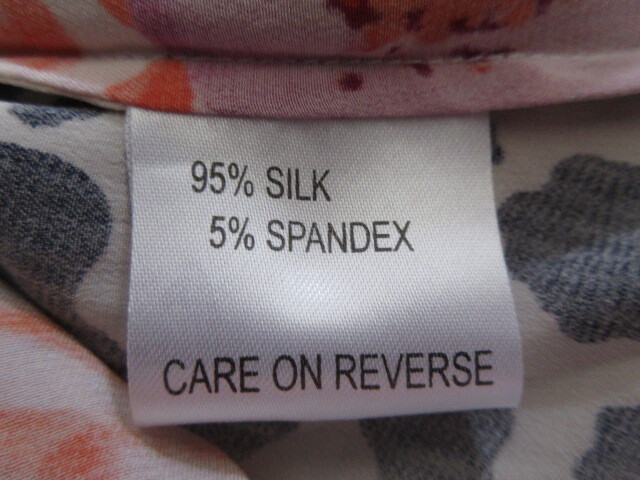 95% SILK
5% SPANDEX
CARE ON REVERSE